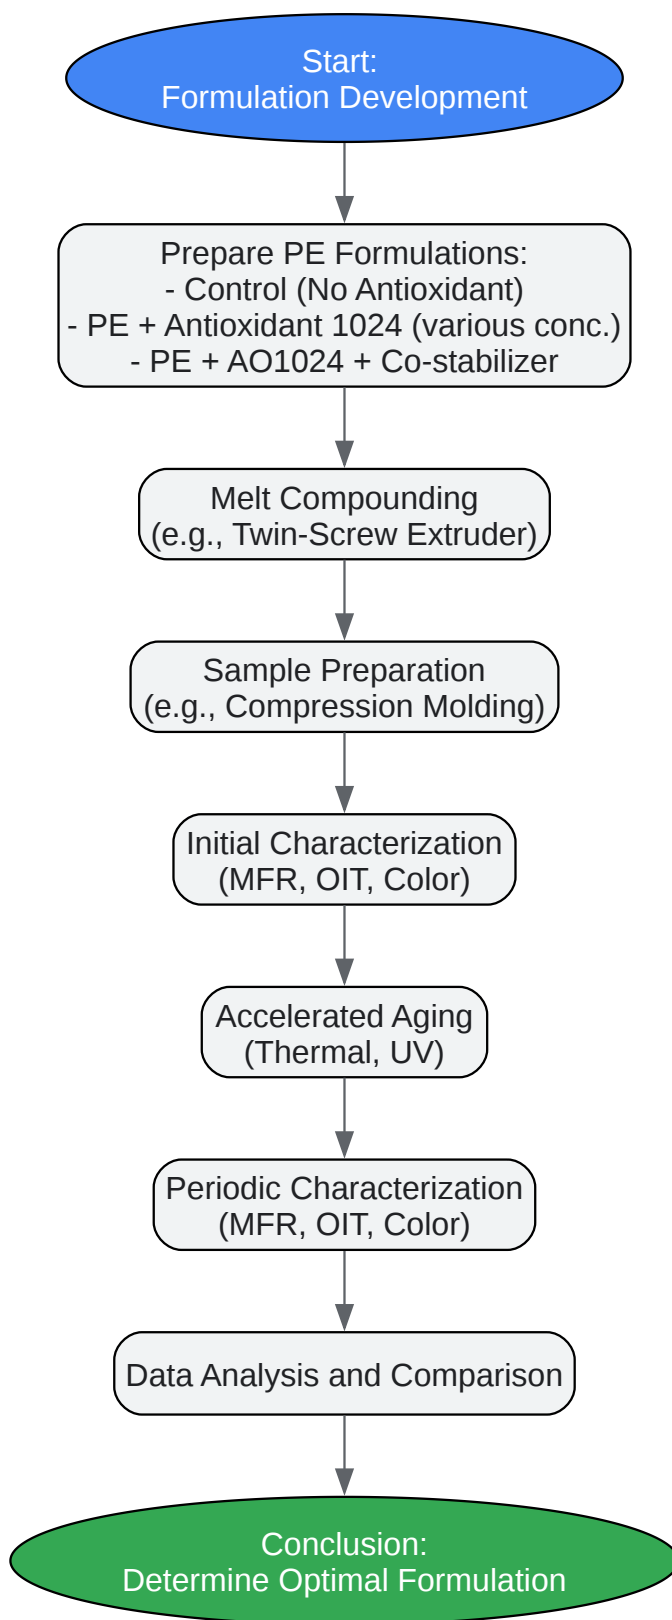 Start:
Formulation Development
Prepare PE Formulations:
- Control (No Antioxidant)
- PE + Antioxidant 1024 (various conc.)
- PE + AO1024 + Co-stabilizer
Melt Compounding
(e.g., Twin-Screw Extruder)
Sample Preparation
(e.g., Compression Molding)
Initial Characterization
(MFR, OIT, Color)
Accelerated Aging
(Thermal, UV)
Periodic Characterization
(MFR, OIT, Color)
Data Analysis and Comparison
Conclusion:
Determine Optimal Formulation